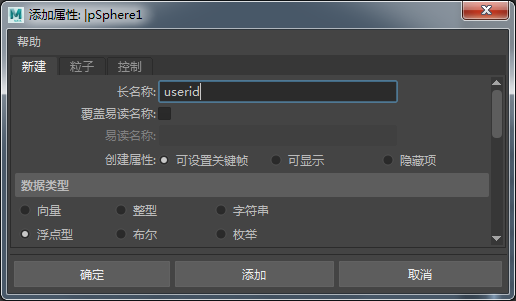 添加属性: |pSphere1
帮助
新建 粒子 控制
长名称: userid
覆盖易读名称:
易读名称:
创建属性: 可设置关键帧 可显示 隐藏项
数据类型
向量 整型 字符串
浮点型 布尔 枚举
确定 添加 取消